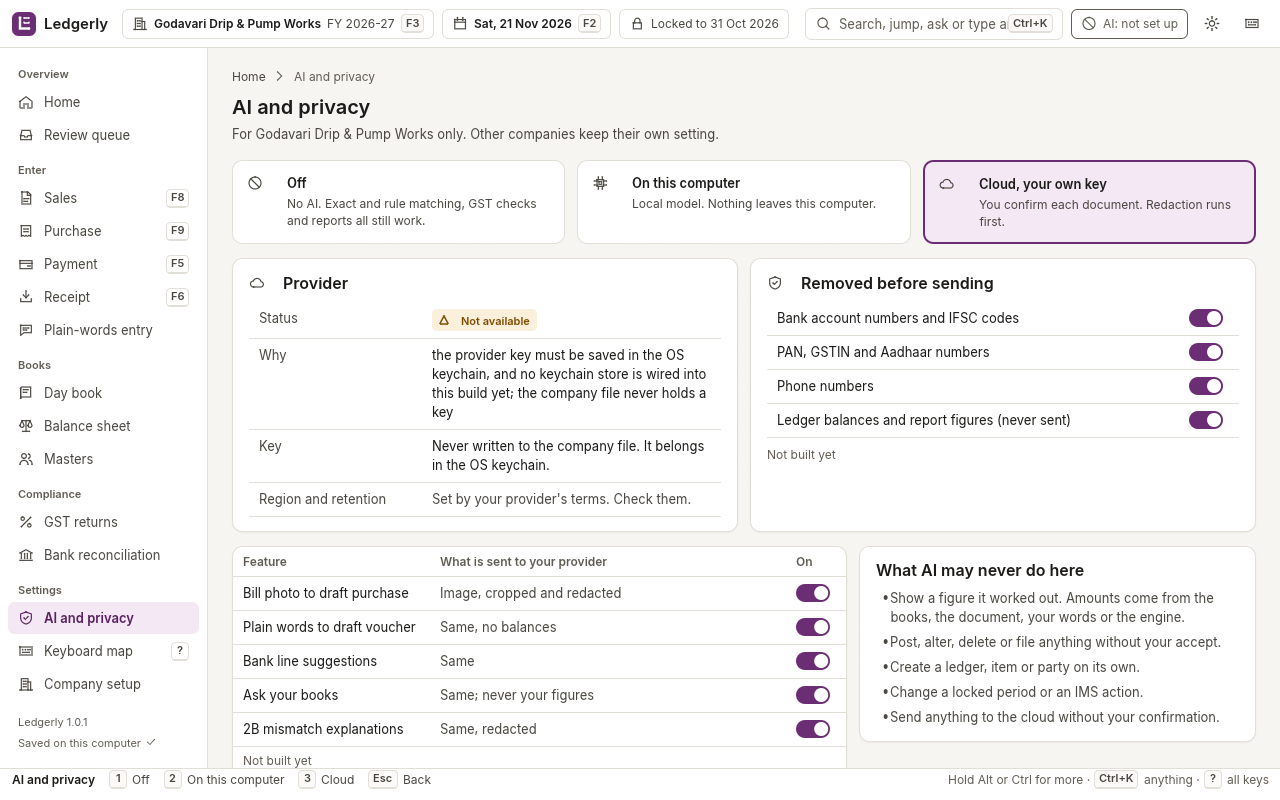 Ledgerly
Godavari Drip & Pump Works FY 2026-27 F3
Sat, 21 Nov 2026 F2
Locked to 31 Oct 2026
Search, jump, ask or type a Ctrl+K
AI: not set up
Overview
Home
Review queue
Enter
Sales F8
Purchase F9
Payment F5
Receipt F6
Plain-words entry
Books
Day book
Balance sheet
Masters
Compliance
GST returns
Bank reconciliation
Settings
AI and privacy
Keyboard map ?
Company setup
Ledgerly 1.0.1
Saved on this computer
Home AI and privacy
AI and privacy
For Godavari Drip & Pump Works only. Other companies keep their own setting.
Off
No AI. Exact and rule matching, GST checks
and reports all still work.
On this computer
Local model. Nothing leaves this computer.
Cloud, your own key
You confirm each document. Redaction runs
first.
Provider
Status Not available
Why the provider key must be saved in the OS
keychain, and no keychain store is wired into
this build yet; the company file never holds a
key
Key Never written to the company file. It belongs
in the OS keychain.
Region and retention Set by your provider's terms. Check them.
Removed before sending
Bank account numbers and IFSC codes
PAN, GSTIN and Aadhaar numbers
Phone numbers
Ledger balances and report figures (never sent)
Not built yet
Feature What is sent to your provider On
Bill photo to draft purchase Image, cropped and redacted
Plain words to draft voucher Same, no balances
Bank line suggestions Same
Ask your books Same; never your figures
2B mismatch explanations Same, redacted
Not built yet
What AI may never do here
•Show a figure it worked out. Amounts come from the
books, the document, your words or the engine.
•Post, alter, delete or file anything without your accept.
•Create a ledger, item or party on its own.
•Change a locked period or an IMS action.
•Send anything to the cloud without your confirmation.
AI and privacy 1 Off 2 On this computer 3 Cloud Esc Back
Hold Alt or Ctrl for more · Ctrl+K anything · ? all keys